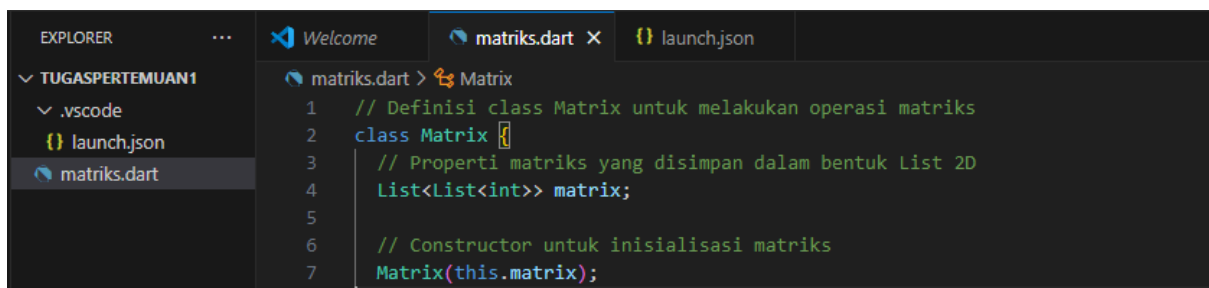 EXPLORER ...
Welcome
matriks.dart
{} launch.json
TUGASPERTEMUAN1
.vscode
{} launch.json
matriks.dart
matriks.dart > Matrix
1 // Definisi class Matrix untuk melakukan operasi matriks
2 class Matrix {
3 // Properti matriks yang disimpan dalam bentuk List 2D
4 List<List<int>> matrix;
5
6 // Constructor untuk inisialisasi matriks
7 Matrix(this.matrix);